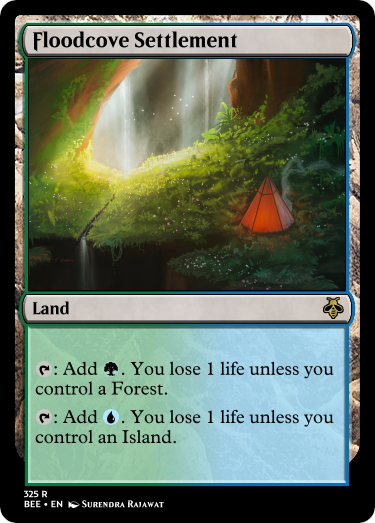 Floodcove Settlement
Land
: Add . You lose 1 life unless you
control a Forest.
: Add . You lose 1 life unless you
control an Island.
325 R
BEE • EN Surendra Rajawat